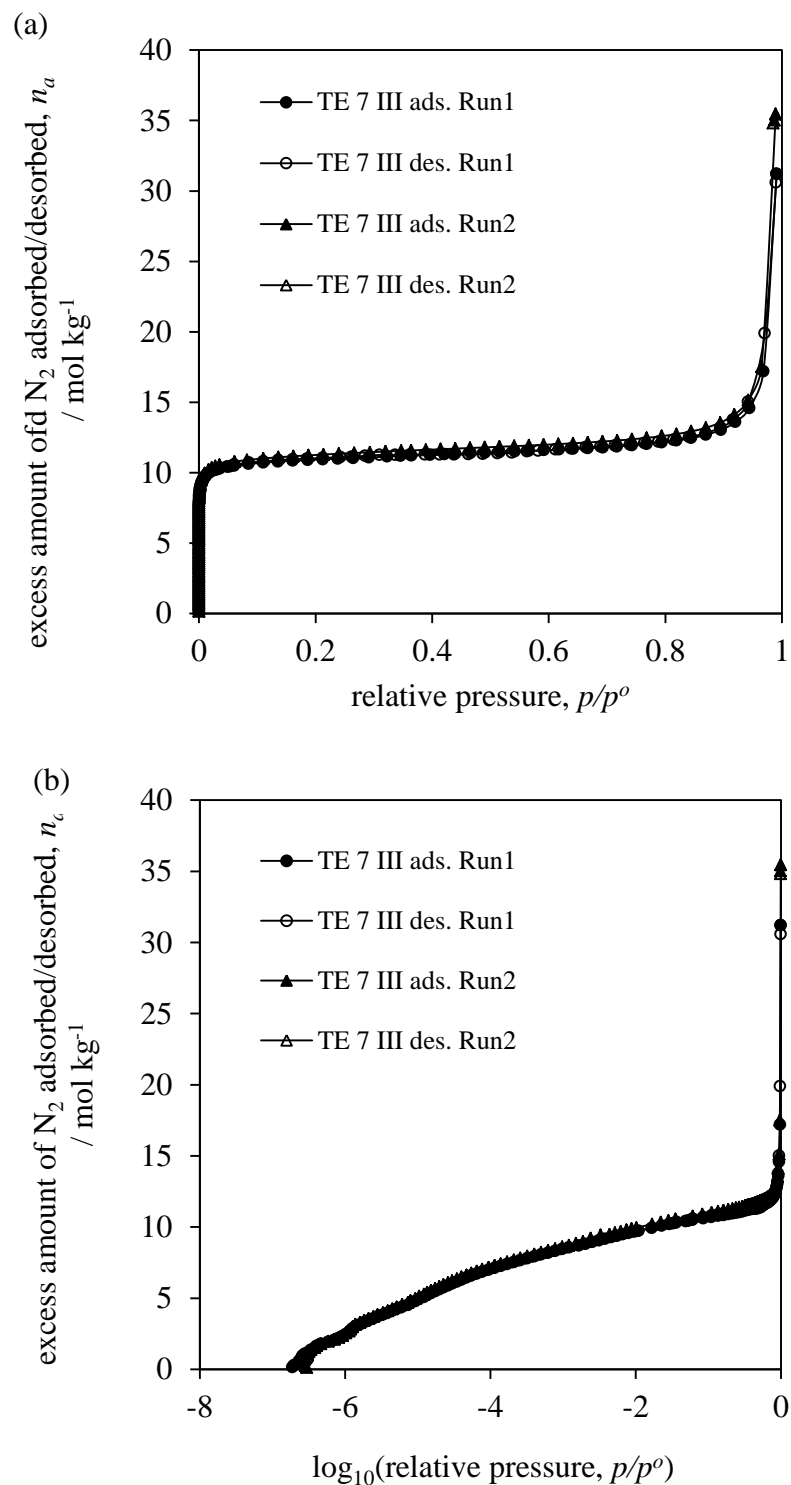 (a)
excess amount ofd N₂ adsorbed/desorbed, nₐ
/ mol kg⁻¹
40
35
30
25
20
15
10
5
0
TE 7 III ads. Run1
TE 7 III des. Run1
TE 7 III ads. Run2
TE 7 III des. Run2
0 0.2 0.4 0.6 0.8 1
relative pressure, p/pᵒ
(b)
excess amount of N₂ adsorbed/desorbed,
/ mol kg⁻¹
40
35
30
25
20
15
10
5
0
TE 7 III ads. Run1
TE 7 III des. Run1
TE 7 III ads. Run2
TE 7 III des. Run2
-8 -6 -4 -2 0
log₁₀(relative pressure, p/pᵒ)